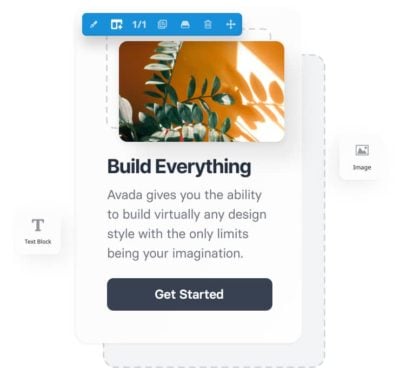 1/1
Build Everything
Avada gives you the ability
to build virtually any design
style with the only limits
being your imagination.
Get Started
Image
Text Block